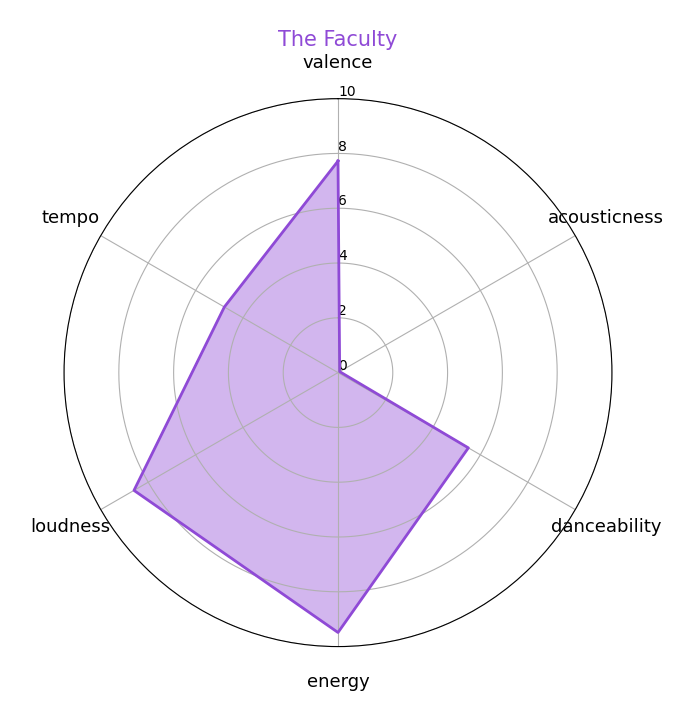 The Faculty
valence
10
8
6
4
2
0
tempo
acousticness
loudness
danceability
energy